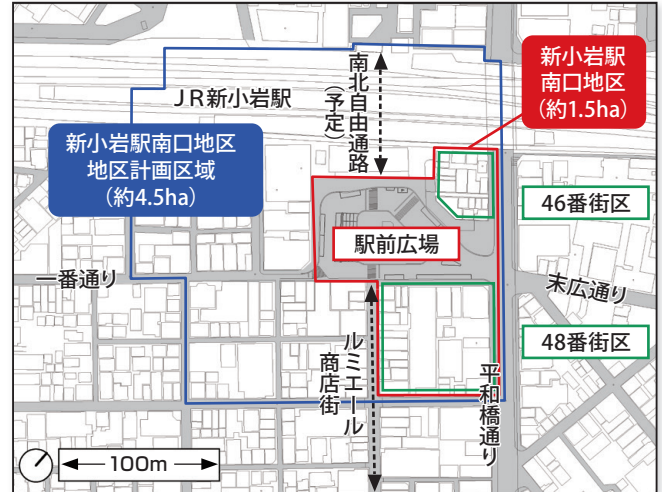 新小岩駅
南口地区
（約1.5ha）
南北自由通路
（予定）
ＪＲ新小岩駅
新小岩駅南口地区
地区計画区域
（約4.5ha）
46番街区
駅前広場
一番通り
末広通り
48番街区
ルミエール
商店街
平和橋通り
100m